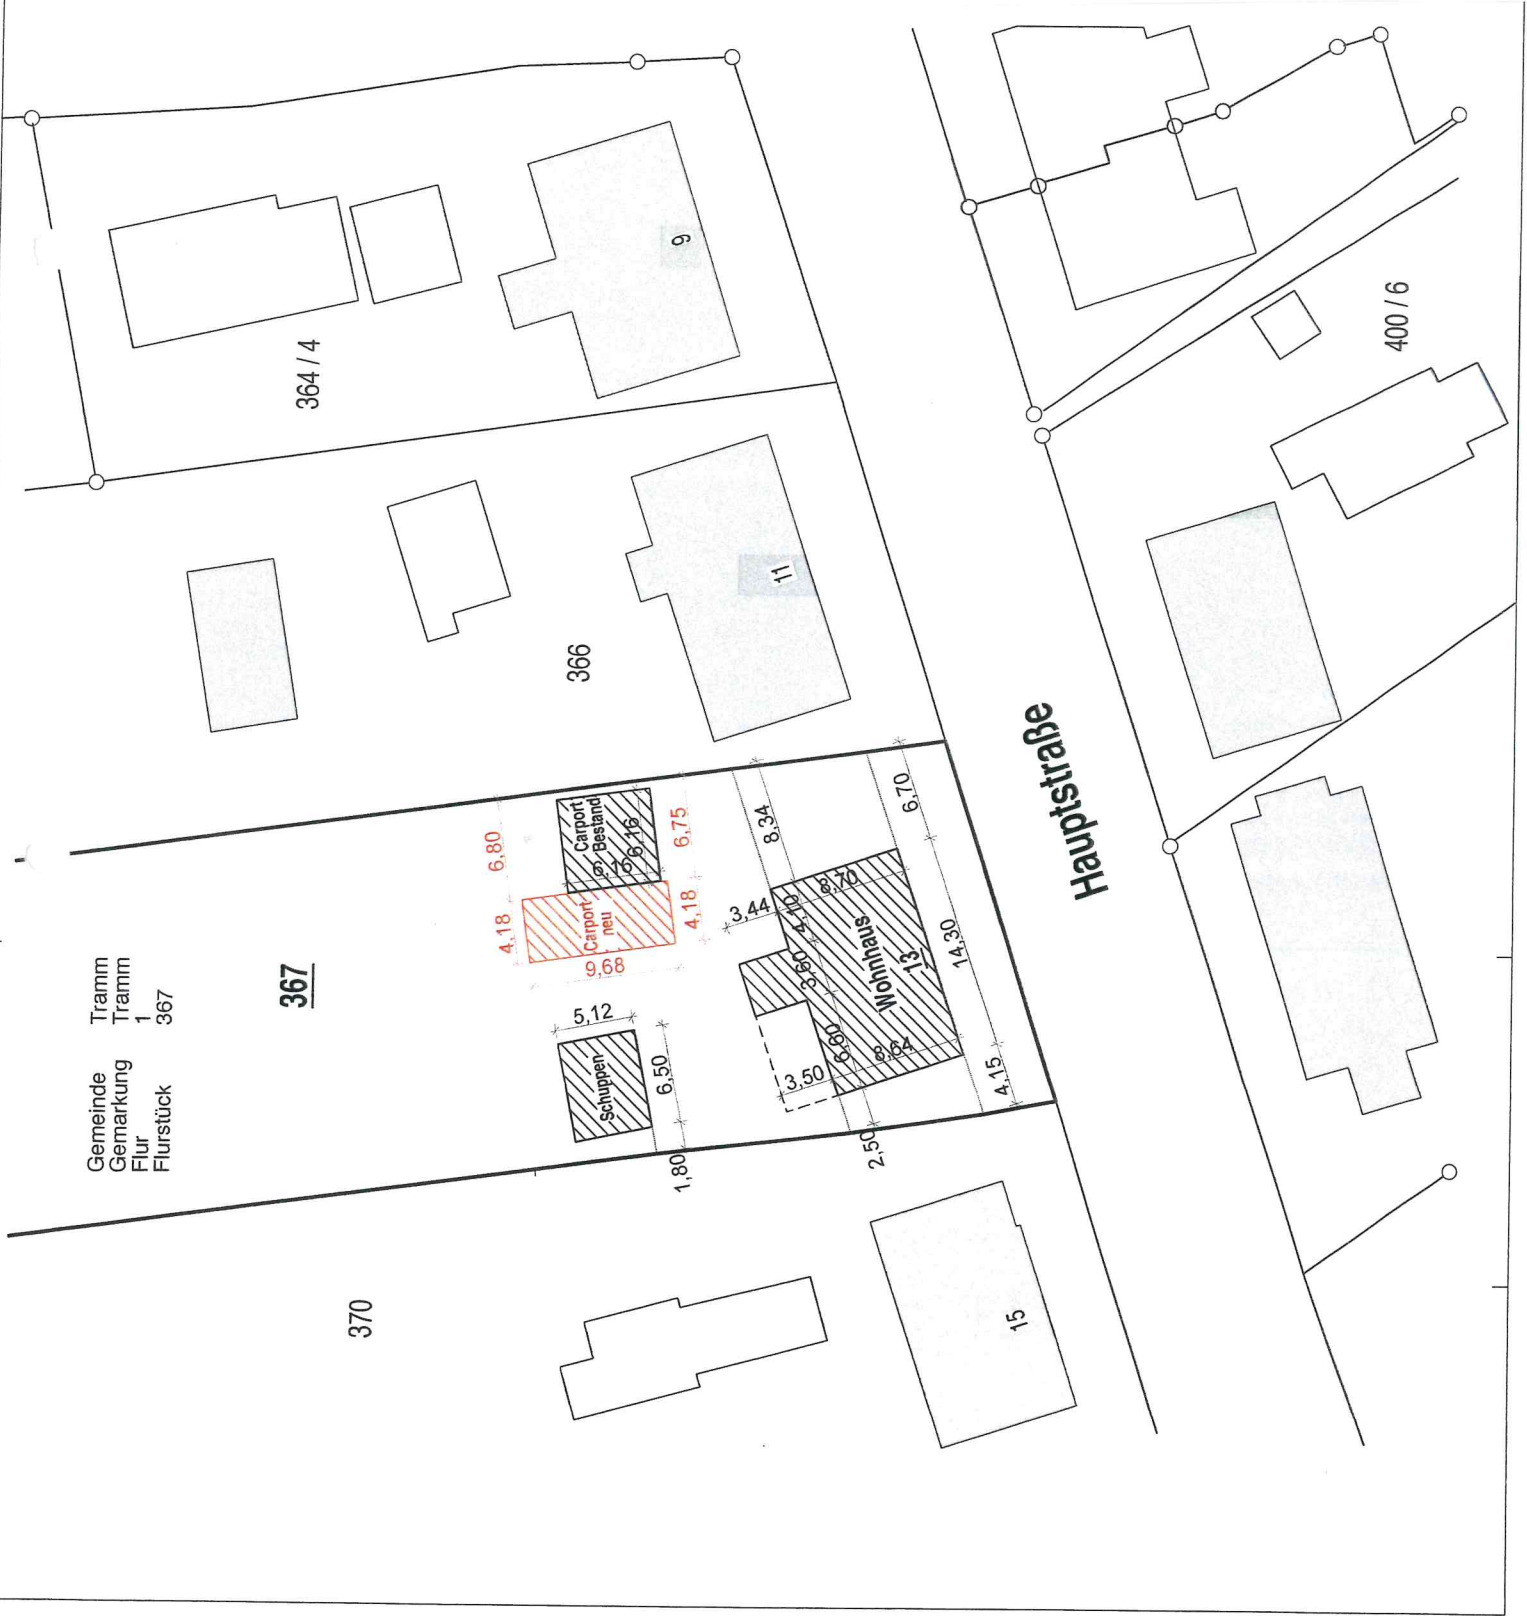 Gemeinde Tramm
Gemarkung Tramm
Flur 1
Flurstück 367
367
364 / 4
366
370
400 / 6
9
11
15
Hauptstraße
6,80
4,18
Carport
Bestand
6,16
6,16
Carport
neu
9,68
6,75
4,18
5,12
Schuppen
6,50
1,80
8,34
3,44
4,10
8,70
3,60
Wohnhaus
13
6,60
8,64
3,50
2,50
6,70
14,30
4,15